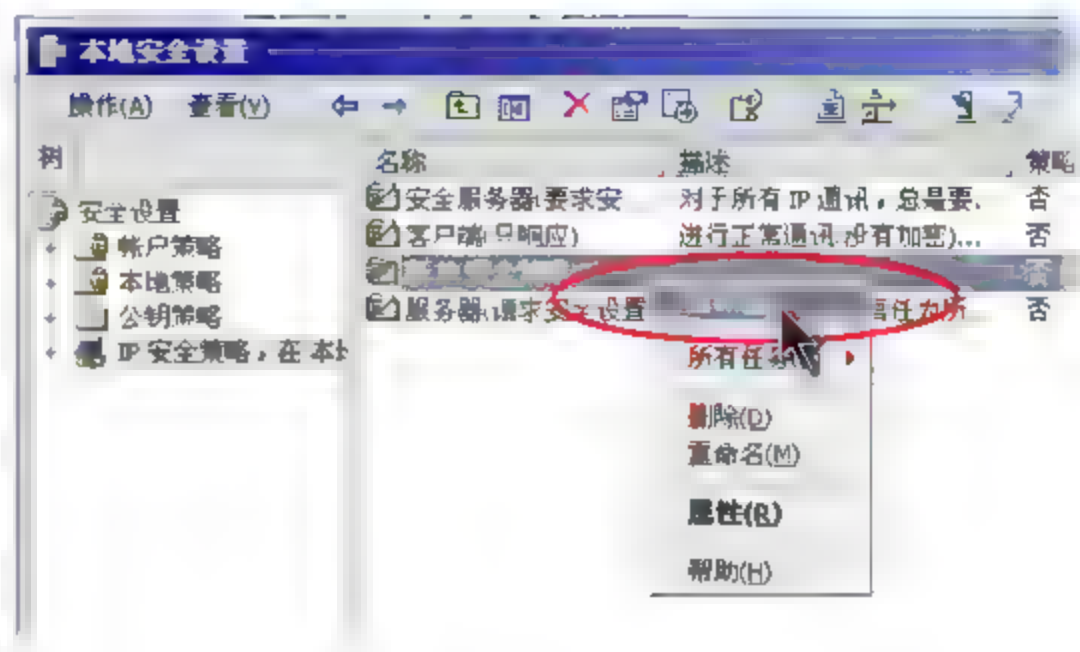 本地安全设置
操作(A) 查看(V)
树
名称 描述 策略
安全设置
安全服务器(要求安 对于所有 IP 通讯，总是要. 否
帐户策略
客户端(只响应) 进行正常通讯(没有加密)... 否
本地策略
公钥策略
服务器(请求安全设置 否
IP 安全策略，在 本
所有任务
删除(D)
重命名(M)
属性(R)
帮助(H)